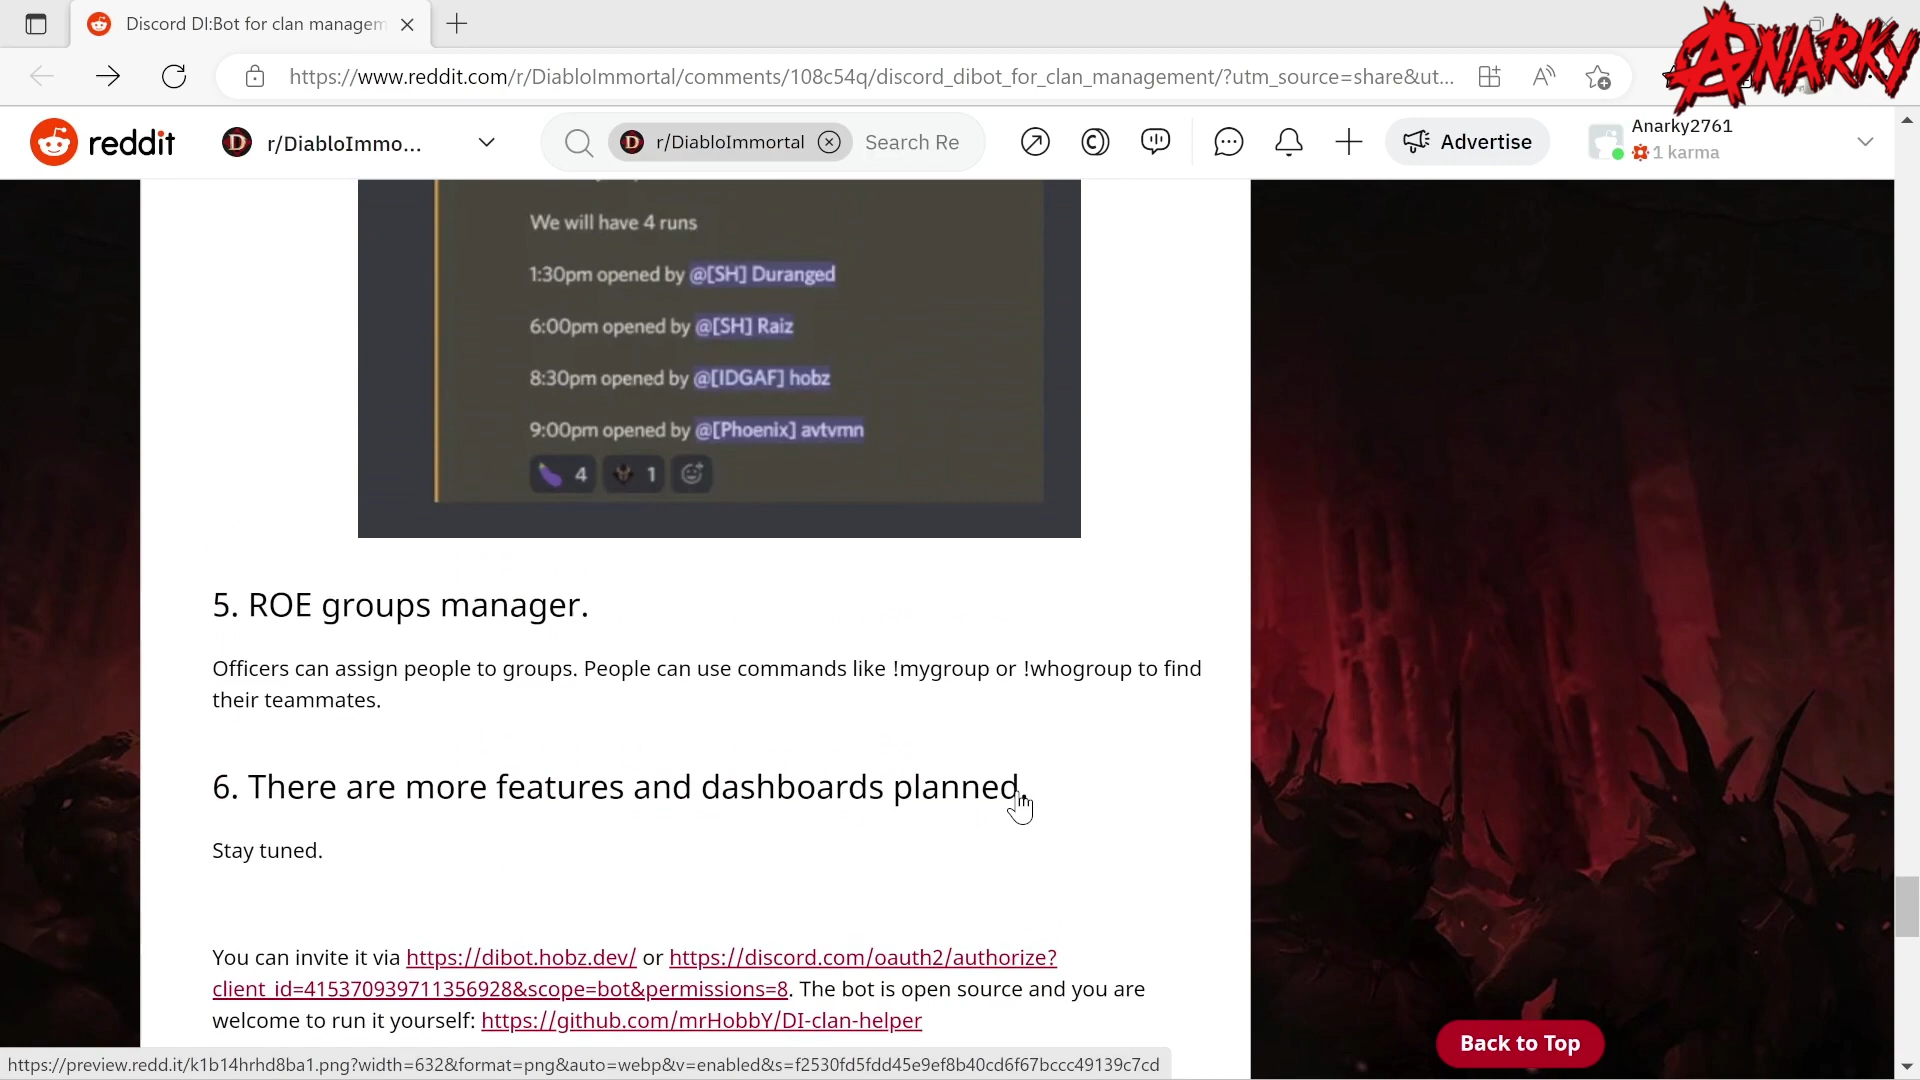 Discord DI:Bot for clan managem
ANARKY
https://www.reddit.com/r/DiabloImmortal/comments/108c54q/discord_dibot_for_clan_management/?utm_source=share&ut...
reddit
r/DiabloImmo...
r/DiabloImmortal
Search Re
Advertise
Anarky2761
1 karma
We will have 4 runs
1:30pm opened by @[SH] Duranged
6:00pm opened by @[SH] Raiz
8:30pm opened by @[IDGAF] hobz
9:00pm opened by @[Phoenix] avtvmn
4 1
5. ROE groups manager.
Officers can assign people to groups. People can use commands like !mygroup or !whogroup to find
their teammates.
6. There are more features and dashboards planned.
Stay tuned.
You can invite it via https://dibot.hobz.dev/ or https://discord.com/oauth2/authorize?
client_id=415370939711356928&scope=bot&permissions=8. The bot is open source and you are
welcome to run it yourself: https://github.com/mrHobbY/DI-clan-helper
Back to Top
https://preview.redd.it/k1b14hrhd8ba1.png?width=632&format=png&auto=webp&v=enabled&s=f2530fd5fdd45e9ef8b40cd6f67bccc49139c7cd